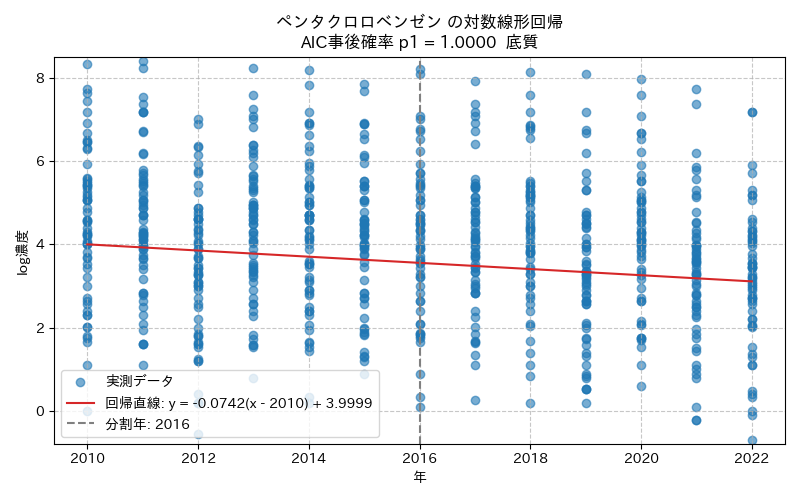 ペンタクロロベンゼン の対数線形回帰
AIC事後確率 p1 = 1.0000  底質
log濃度
8
6
4
2
0
実測データ
回帰直線: y = -0.0742(x - 2010) + 3.9999
分割年: 2016
2010
2012
2014
2016
2018
2020
2022
年